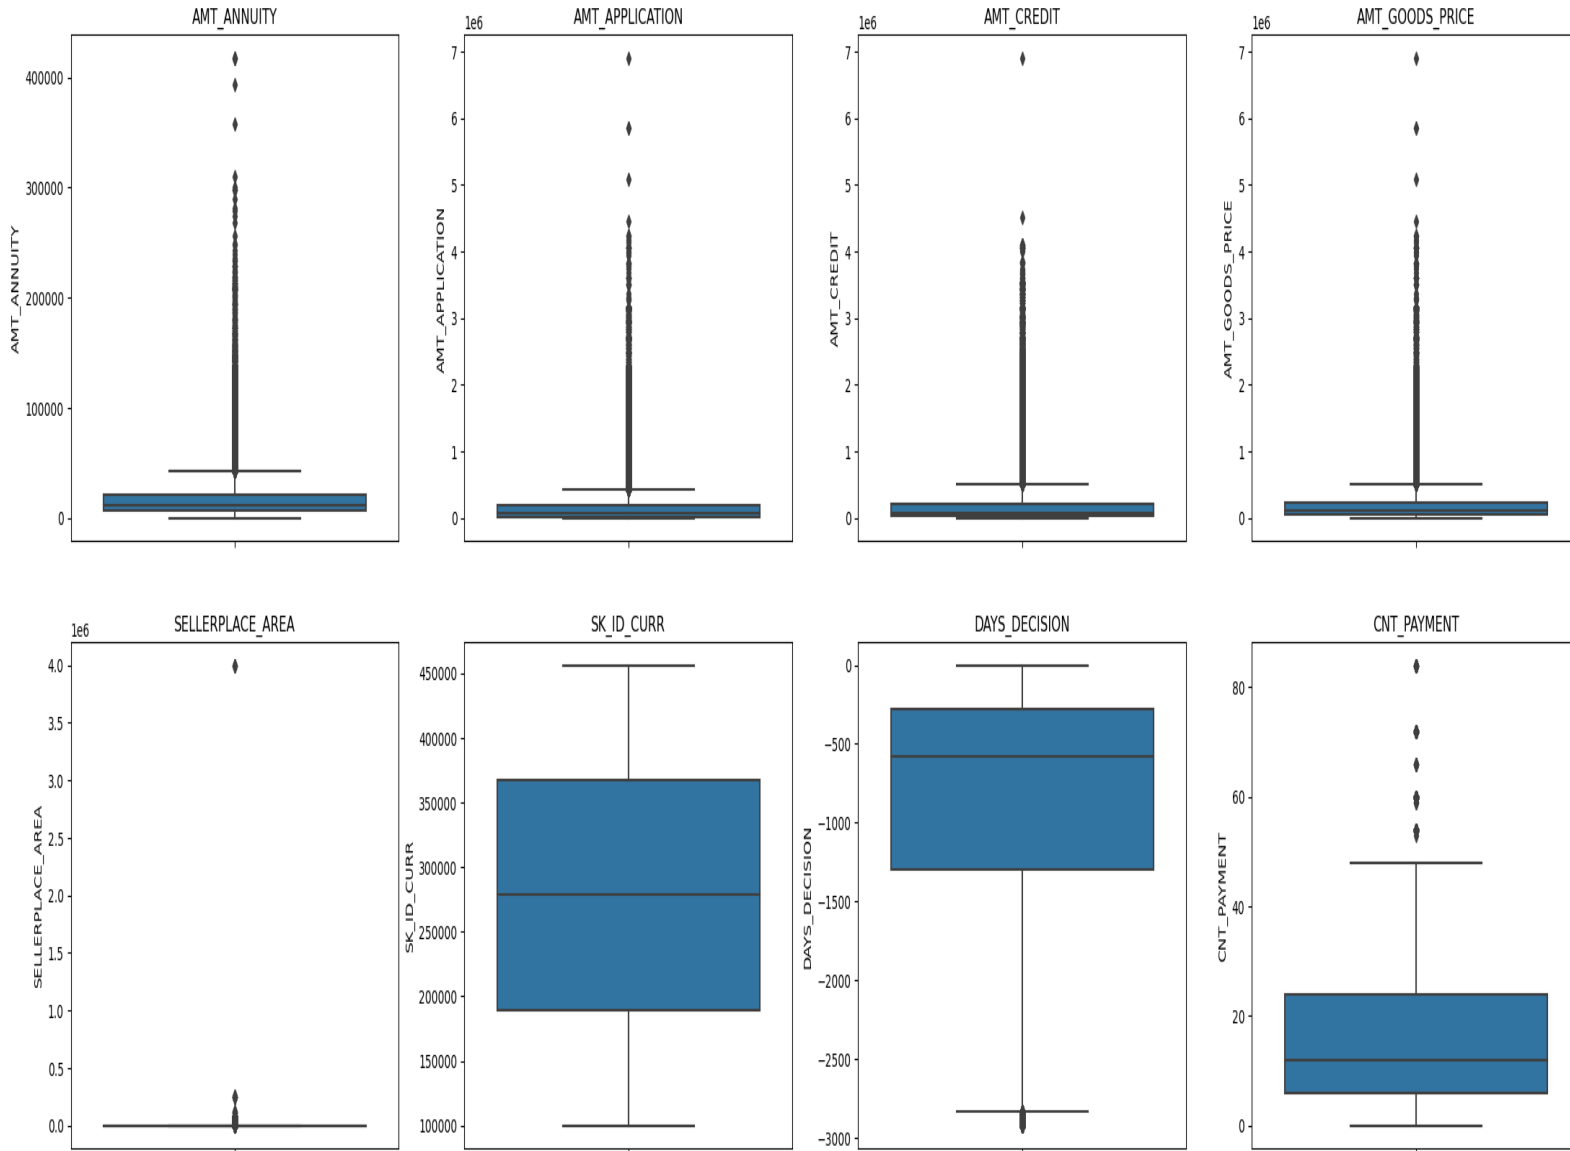 AMT_ANNUITY
400000
300000
200000
100000
0
AMT_ANNUITY
AMT_APPLICATION
1e6
7
6
5
4
3
2
1
0
AMT_APPLICATION
AMT_CREDIT
1e6
7
6
5
4
3
2
1
0
AMT_CREDIT
AMT_GOODS_PRICE
1e6
7
6
5
4
3
2
1
0
AMT_GOODS_PRICE
SELLERPLACE_AREA
1e6
4.0
3.5
3.0
2.5
2.0
1.5
1.0
0.5
0.0
SELLERPLACE_AREA
SK_ID_CURR
450000
400000
350000
300000
250000
200000
150000
100000
SK_ID_CURR
DAYS_DECISION
0
−500
−1000
−1500
−2000
−2500
−3000
DAYS_DECISION
CNT_PAYMENT
80
60
40
20
0
CNT_PAYMENT